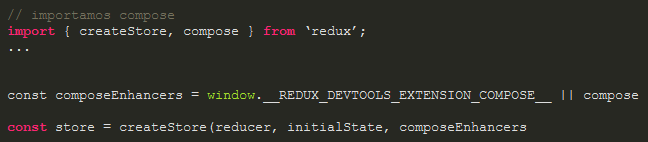 // importamos compose
import { createStore, compose } from ‘redux’;
...
const composeEnhancers = window.__REDUX_DEVTOOLS_EXTENSION_COMPOSE__ || compose
const store = createStore(reducer, initialState, composeEnhancers